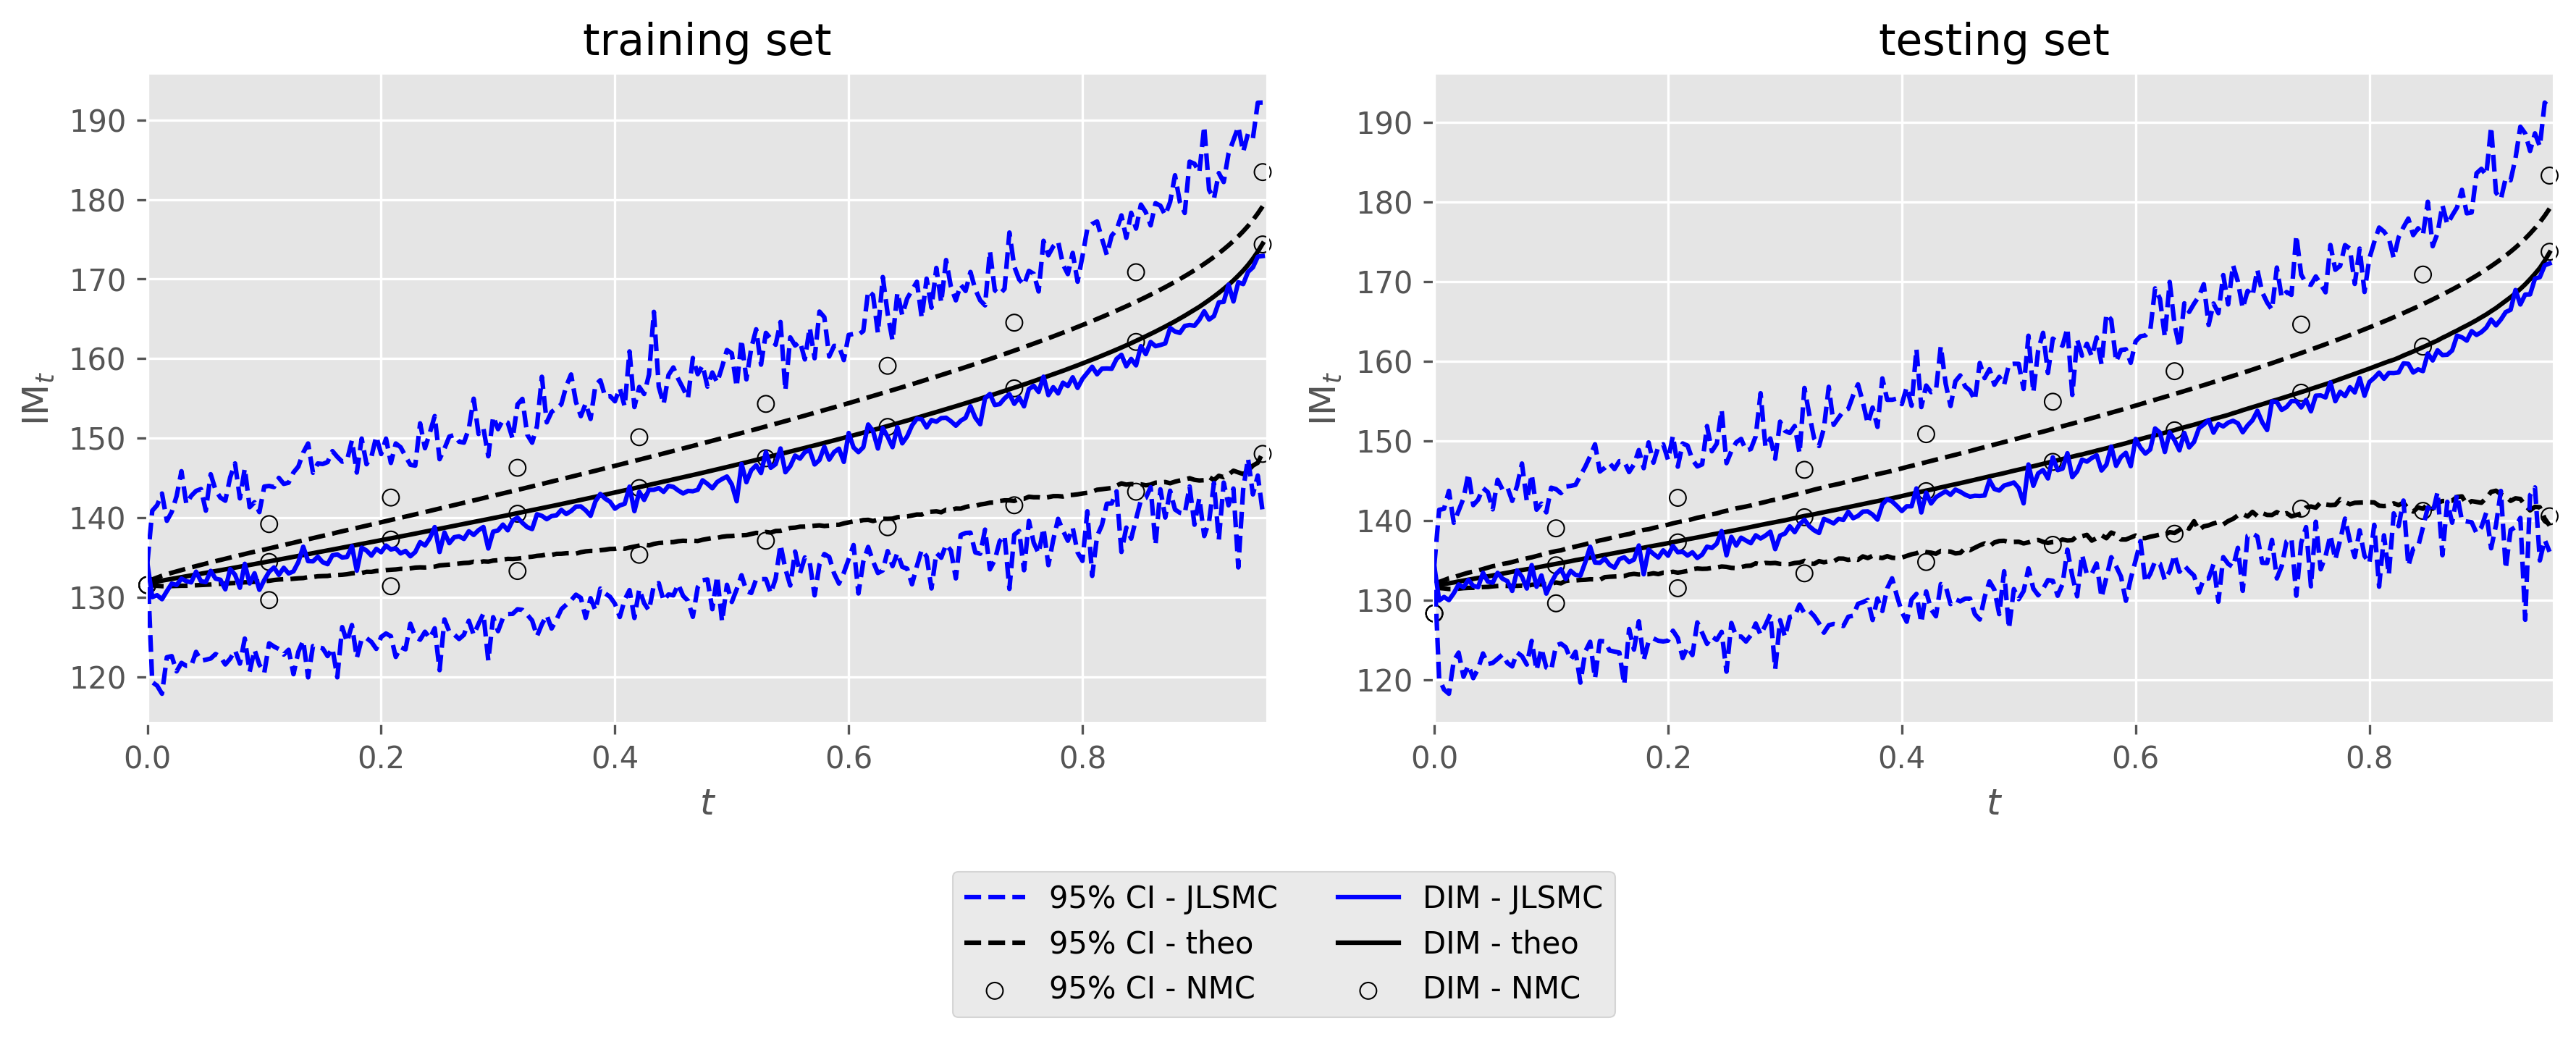 training set
testing set
190
180
170
160
150
140
130
120
IM_t
0.0 0.2 0.4 0.6 0.8
t
190
180
170
160
150
140
130
120
IM_t
0.0 0.2 0.4 0.6 0.8
t
95% CI - JLSMC
95% CI - theo
95% CI - NMC
DIM - JLSMC
DIM - theo
DIM - NMC